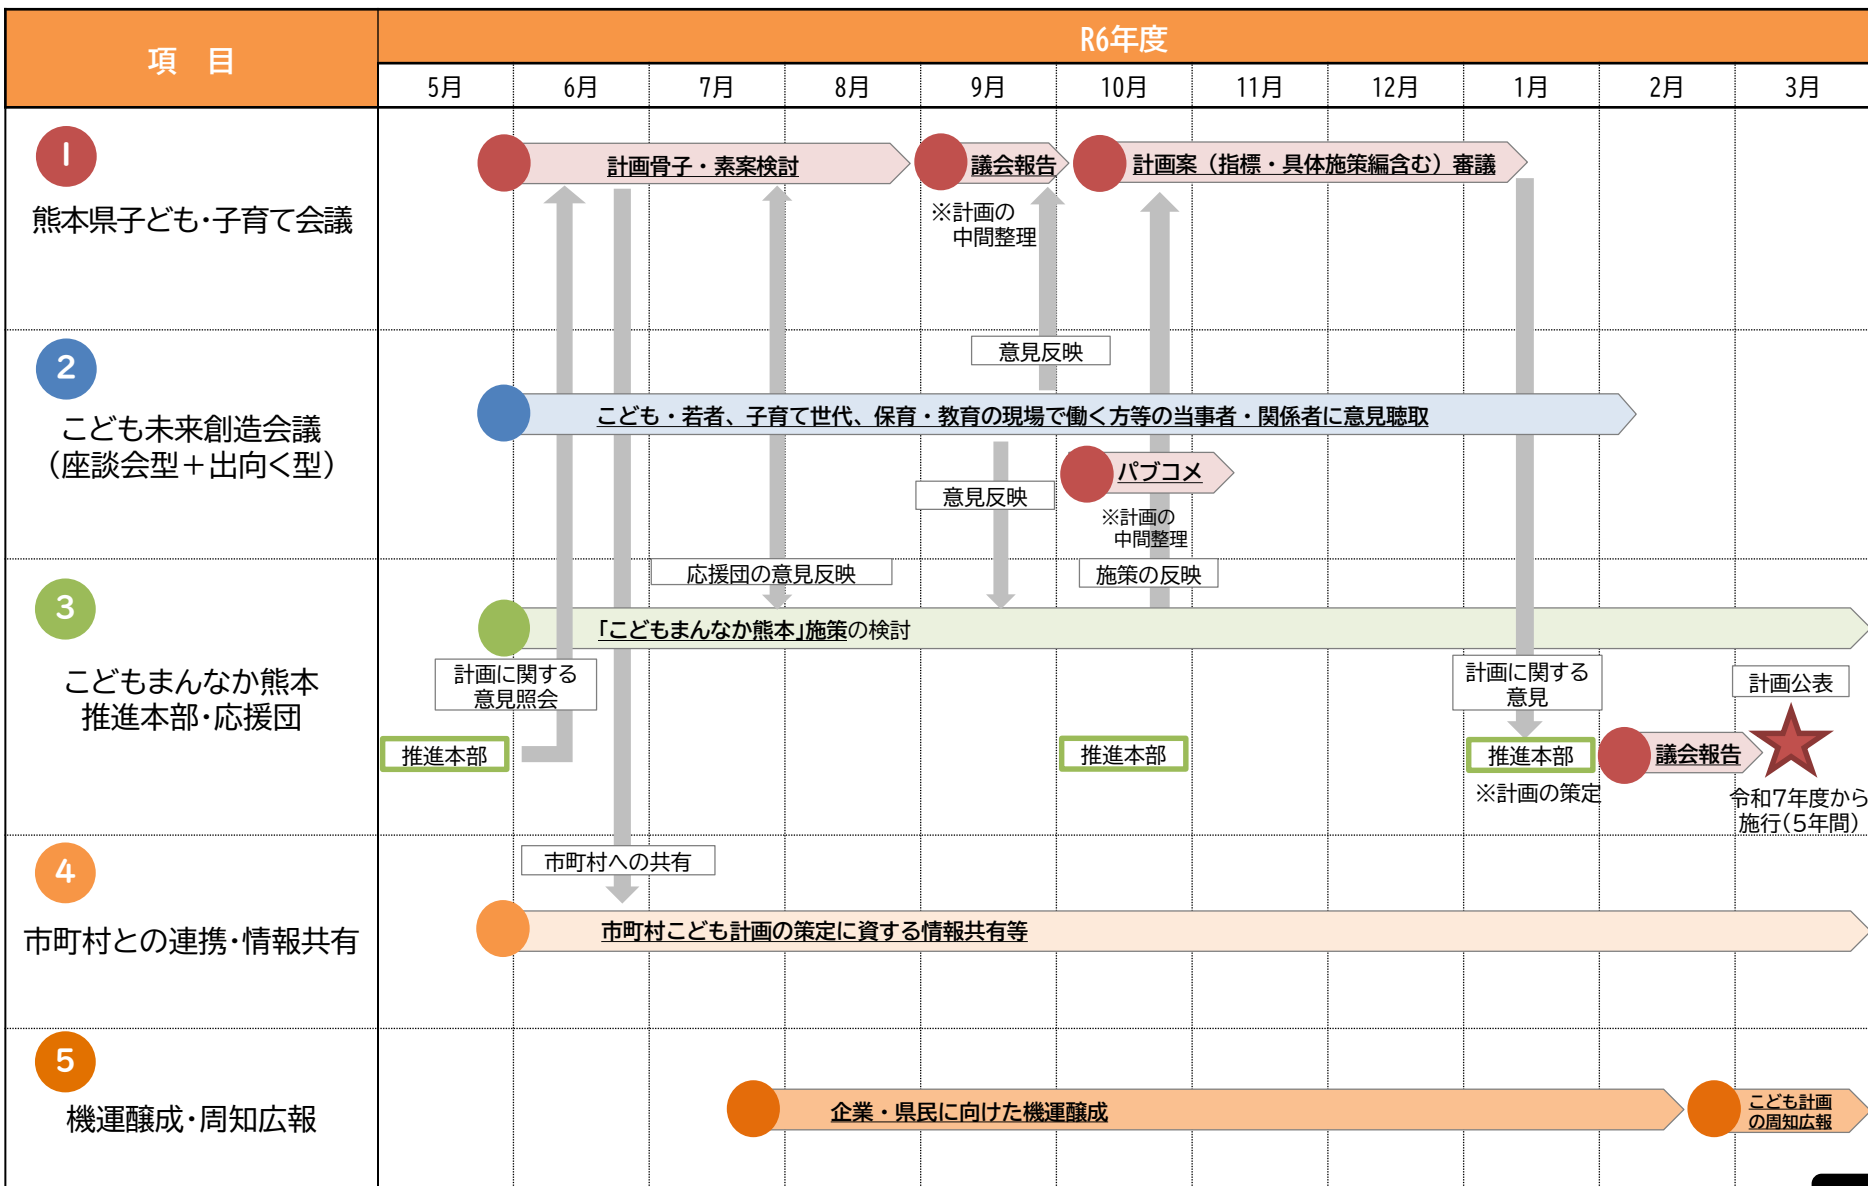 項 目
R6年度
5月
6月
7月
8月
9月
10月
11月
12月
1月
2月
3月
1
熊本県子ども・子育て会議
計画骨子・素案検討
議会報告
※計画の
中間整理
計画案（指標・具体施策編含む）審議
意見反映
2
こども未来創造会議
（座談会型＋出向く型）
こども・若者、子育て世代、保育・教育の現場で働く方等の当事者・関係者に意見聴取
意見反映
パブコメ
※計画の
中間整理
応援団の意見反映
施策の反映
3
こどもまんなか熊本
推進本部・応援団
「こどもまんなか熊本」施策の検討
計画に関する
意見照会
推進本部
推進本部
計画に関する
意見
推進本部
※計画の策定
議会報告
計画公表
令和7年度から
施行（5年間）
4
市町村との連携・情報共有
市町村への共有
市町村こども計画の策定に資する情報共有等
5
機運醸成・周知広報
企業・県民に向けた機運醸成
こども計画
の周知広報